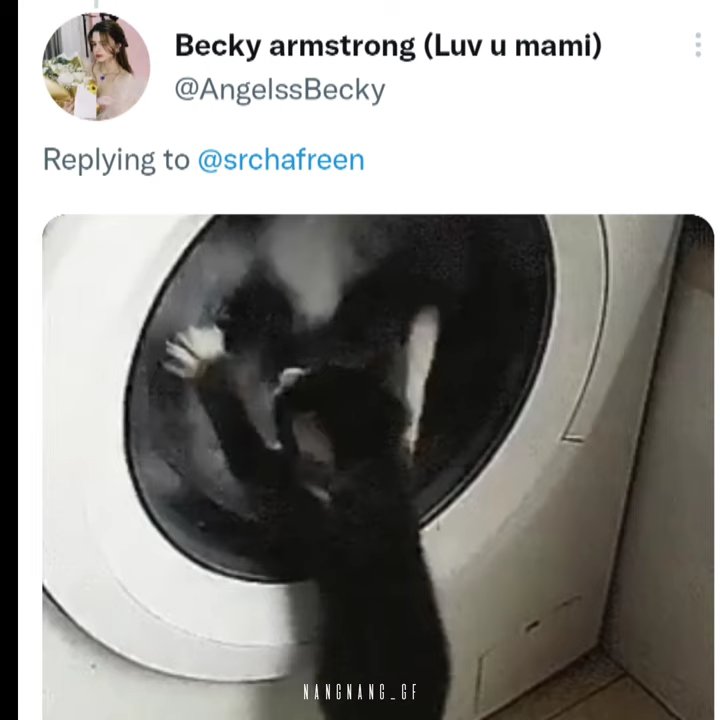 Becky armstrong (Luv u mami)
@AngelssBecky
Replying to @srchafreen
NANGNANG_GF